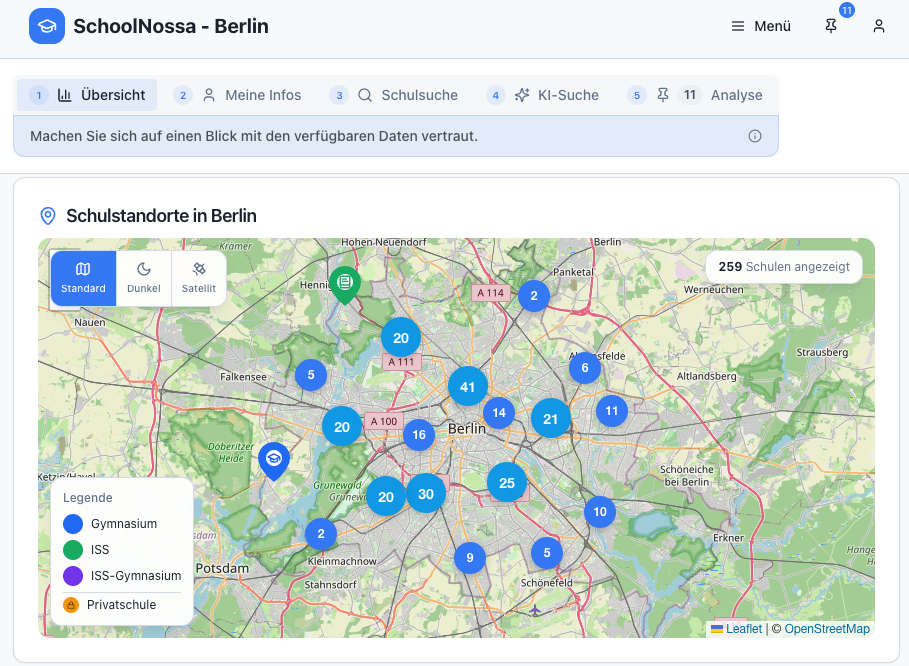 SchoolNossa - Berlin
Menü
11
1 Übersicht
2 Meine Infos
3 Schulsuche
4 KI-Suche
5 11 Analyse
Machen Sie sich auf einen Blick mit den verfügbaren Daten vertraut.
Schulstandorte in Berlin
Kremmer
Hohen Neuendorf
Berlin
Standard
Dunkel
Satellit
259 Schulen angezeigt
Panketal
Hennig
A 114
2
Werneuchen
Nauen
20
A 111
Strausberg
Falkensee
5
6
Altlandsberg
41
14
21
11
20
A 100
16
Berlin
Döberitzer
Heide
Ketzin/Havel
Schöneiche
bei Berlin
Grunewald
20
30
25
10
Legende
Gymnasium
ISS
ISS-Gymnasium
Privatschule
2
Erkner
Potsdam
Kleinmachnow
9
5
Stahnsdorf
Schönefeld
Leaflet | © OpenStreetMap